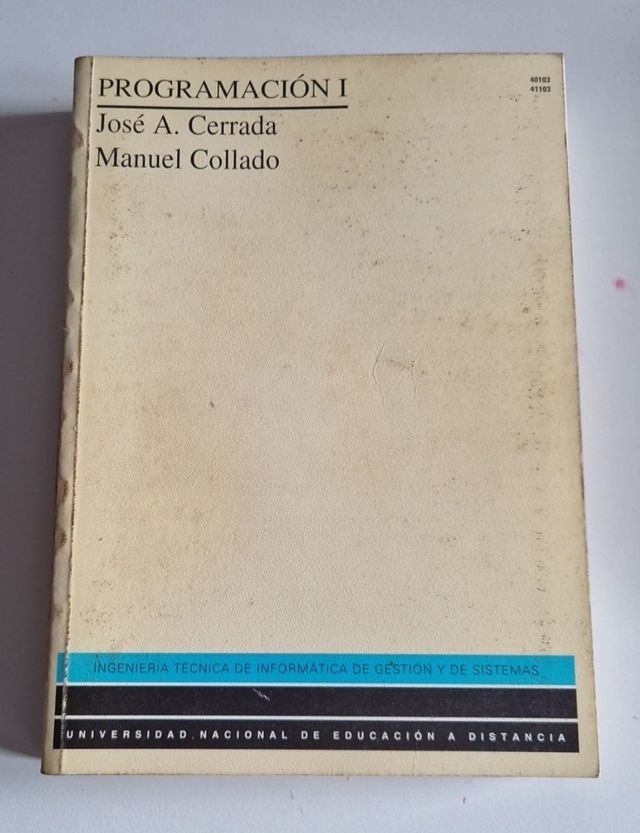 PROGRAMACIÓN I
40103
41103
José A. Cerrada
Manuel Collado
INGENIERÍA TÉCNICA DE INFORMÁTICA DE GESTIÓN Y DE SISTEMAS
UNIVERSIDAD NACIONAL DE EDUCACIÓN A DISTANCIA